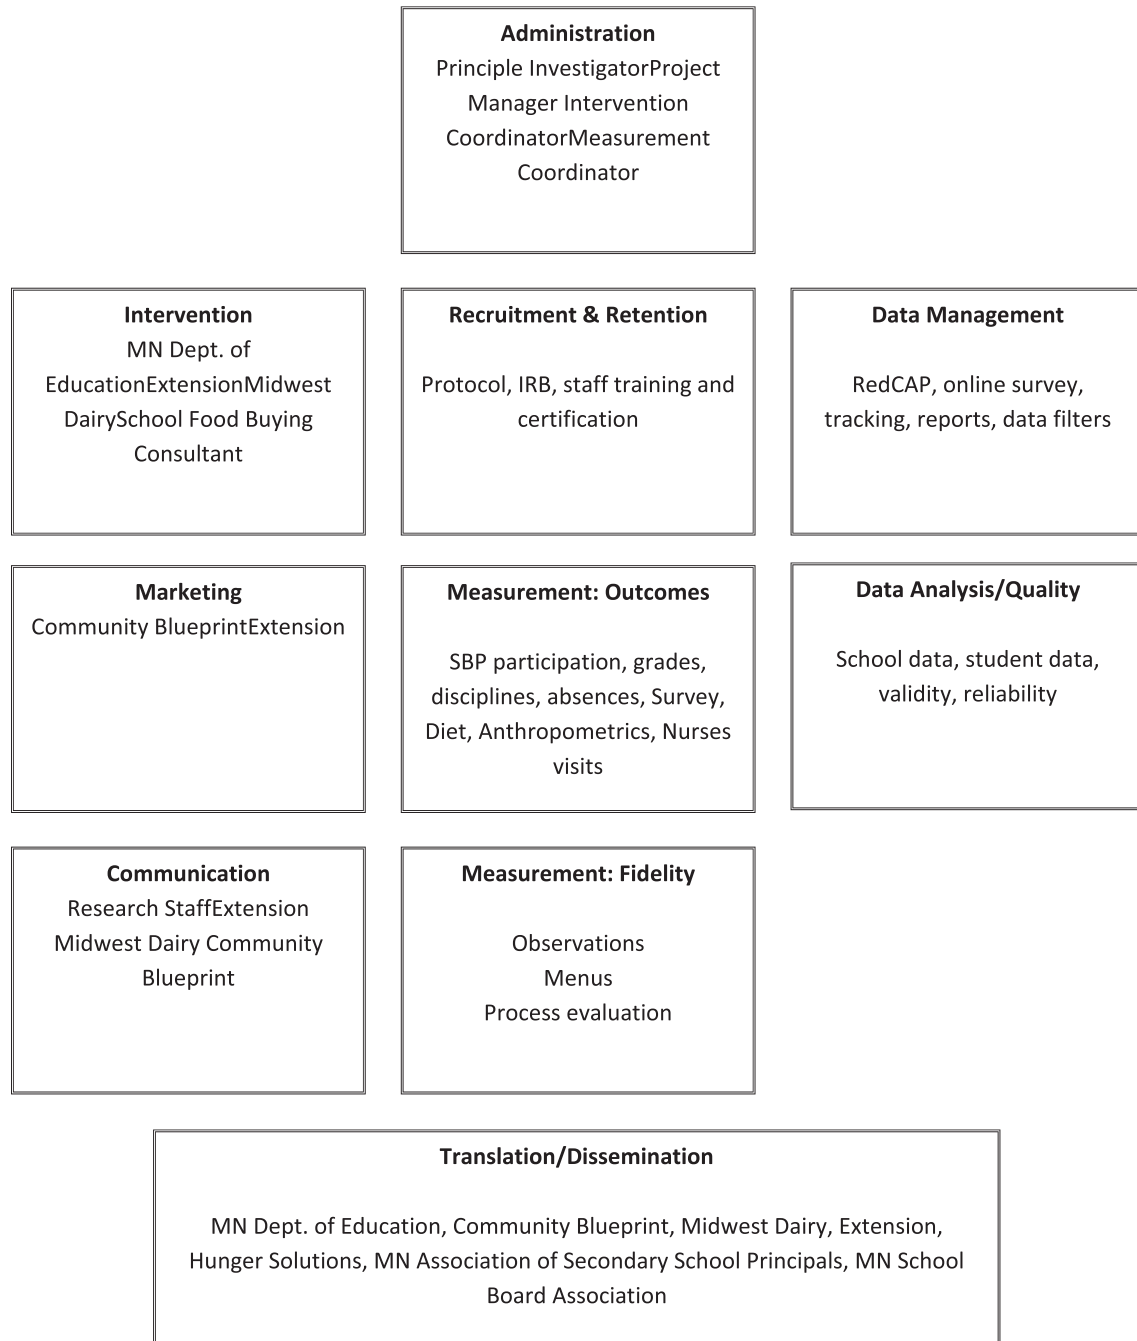 Administration
Principle InvestigatorProject
Manager Intervention
CoordinatorMeasurement
Coordinator
Intervention
MN Dept. of
EducationExtensionMidwest
DairySchool Food Buying
Consultant
Recruitment & Retention
Protocol, IRB, staff training and
certification
Data Management
RedCAP, online survey,
tracking, reports, data filters
Marketing
Community BlueprintExtension
Measurement: Outcomes
SBP participation, grades,
disciplines, absences, Survey,
Diet, Anthropometrics, Nurses
visits
Data Analysis/Quality
School data, student data,
validity, reliability
Communication
Research StaffExtension
Midwest Dairy Community
Blueprint
Measurement: Fidelity
Observations
Menus
Process evaluation
Translation/Dissemination
MN Dept. of Education, Community Blueprint, Midwest Dairy, Extension,
Hunger Solutions, MN Association of Secondary School Principals, MN School
Board Association